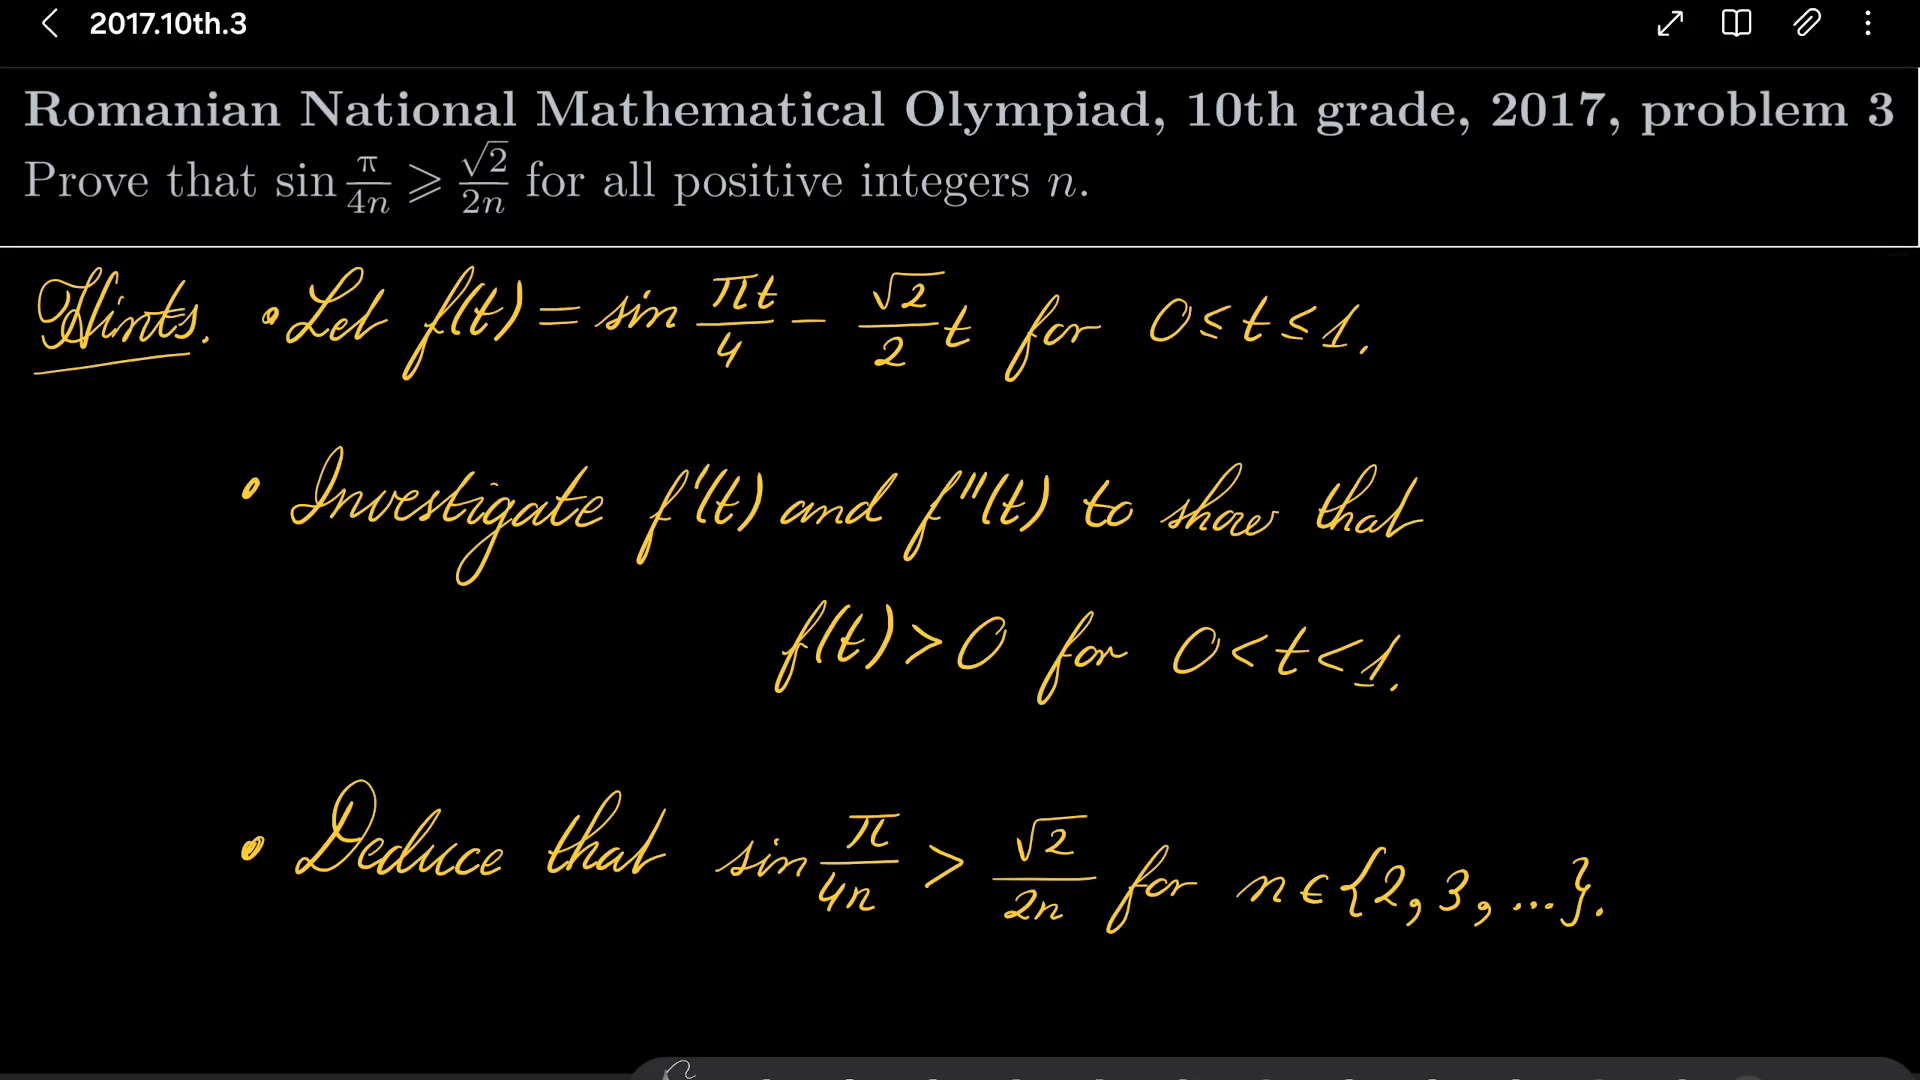 2017.10th.3
Romanian National Mathematical Olympiad, 10th grade, 2017, problem 3
Prove that sin π/4n ⩾ √2/2n for all positive integers n.
Hints. • Let f(t) = sin πt/4 − √2/2 t for 0 ≤ t ≤ 1.
• Investigate f'(t) and f''(t) to show that
f(t) > 0 for 0 < t < 1.
• Deduce that sin π/4n > √2/2n for n ∈ {2, 3, ...}.